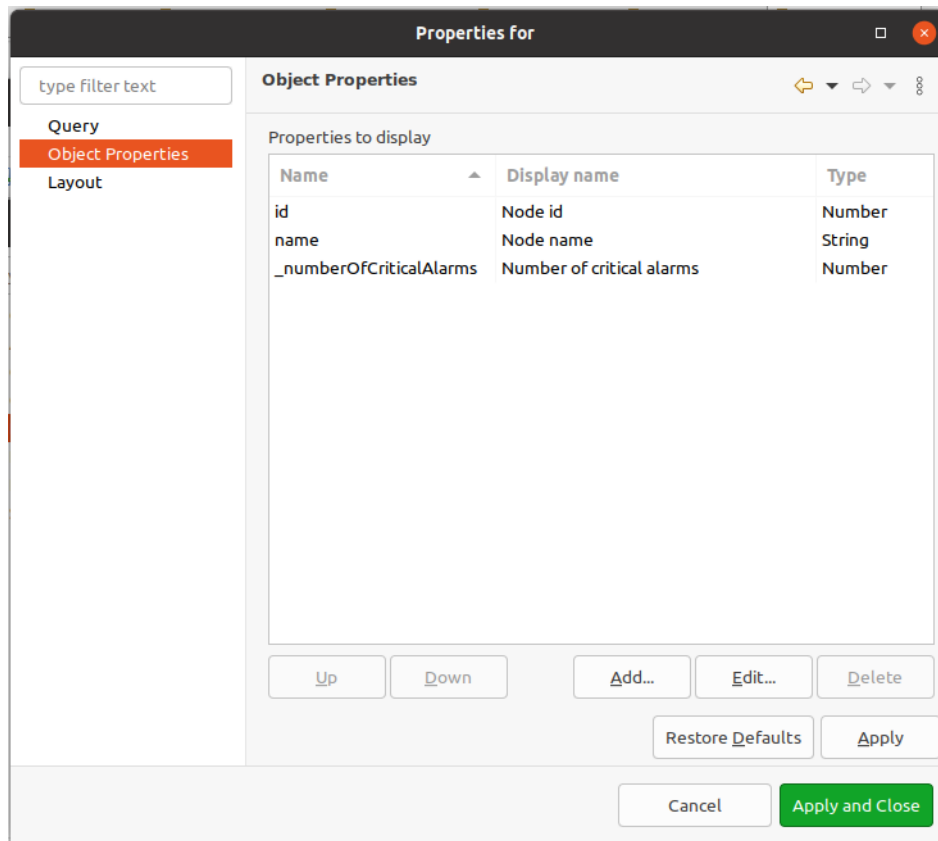 Properties for
type filter text
Object Properties
Query
Object Properties
Layout
Properties to display
Name Display name Type
id Node id Number
name Node name String
_numberOfCriticalAlarms Number of critical alarms Number
Up Down Add... Edit... Delete
Restore Defaults Apply
Cancel Apply and Close